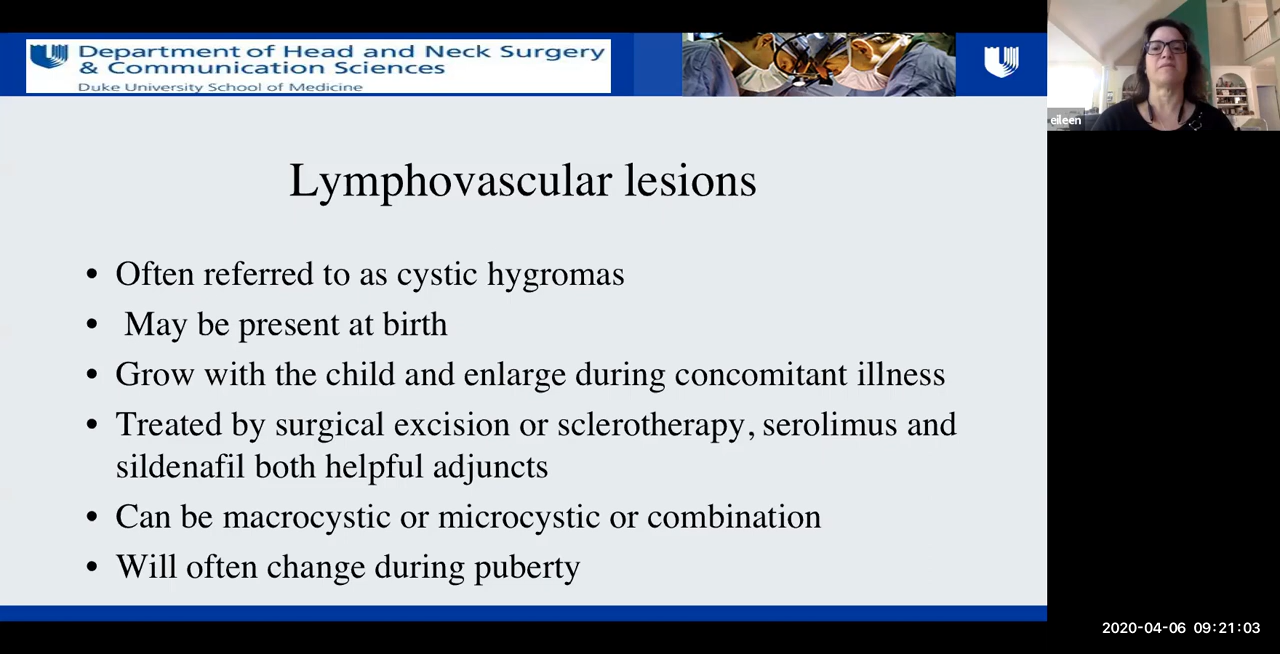 Department of Head and Neck Surgery
& Communication Sciences
Duke University School of Medicine
eileen
Lymphovascular lesions
• Often referred to as cystic hygromas
• May be present at birth
• Grow with the child and enlarge during concomitant illness
• Treated by surgical excision or sclerotherapy, serolimus and
sildenafil both helpful adjuncts
• Can be macrocystic or microcystic or combination
• Will often change during puberty
2020-04-06 09:21:03